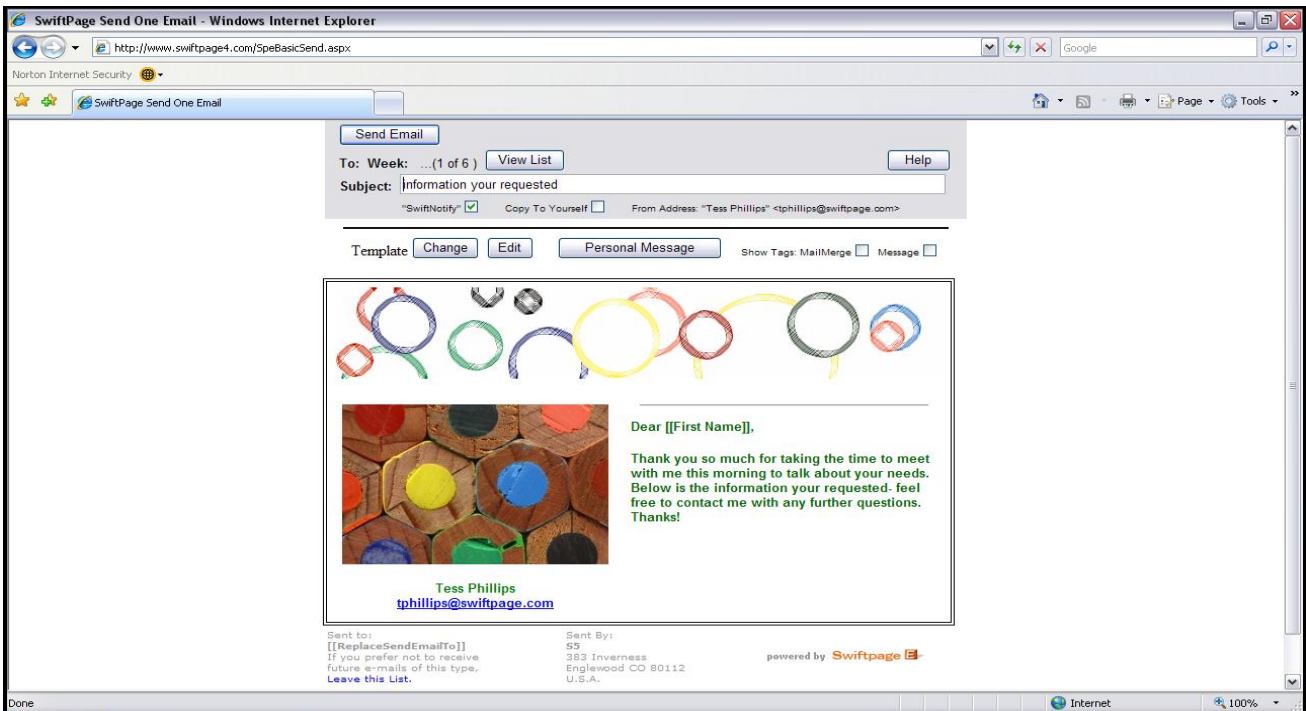 SwiftPage Send One Email - Windows Internet Explorer
http://www.swiftpage4.com/SpeBasicSend.aspx
Google
Norton Internet Security
SwiftPage Send One Email
Page Tools »
Send Email
To: Week: ...(1 of 6 ) View List Help
Subject: information your requested
"SwiftNotify" Copy To Yourself From Address: "Tess Phillips" <tphillips@swiftpage.com>
Template Change Edit Personal Message Show Tags: MailMerge Message
Dear [[First Name]],
Thank you so much for taking the time to meet
with me this morning to talk about your needs.
Below is the information your requested- feel
free to contact me with any further questions.
Thanks!
Tess Phillips
tphillips@swiftpage.com
Sent to:
[[ReplaceSendEmailTo]]
If you prefer not to receive
future e-mails of this type,
Leave this List.
Sent By:
S5
383 Inverness
Englewood CO 80112
U.S.A.
powered by Swiftpage E
Done Internet 100%